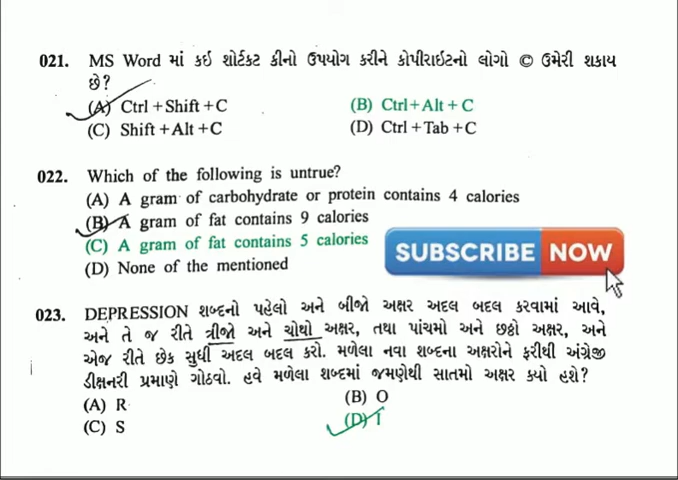 021. MS Word માં કઇ શોર્ટકટ કીનો ઉપયોગ કરીને કોપીરાઇટનો લોગો © ઉમેરી શકાય
છે?
(A) Ctrl + Shift + C (B) Ctrl + Alt + C
(C) Shift + Alt + C (D) Ctrl + Tab + C
022. Which of the following is untrue?
(A) A gram of carbohydrate or protein contains 4 calories
(B) A gram of fat contains 9 calories
(C) A gram of fat contains 5 calories
(D) None of the mentioned
SUBSCRIBE NOW
023. DEPRESSION શબ્દનો પહેલો અને બીજો અક્ષર અદલ બદલ કરવામાં આવે,
અને તે જ રીતે ત્રીજો અને ચોથો અક્ષર, તથા પાંચમો અને છઠ્ઠો અક્ષર, અને
એજ રીતે છેક સુધી અદલ બદલ કરો. મળેલા નવા શબ્દના અક્ષરોને ફરીથી અંગ્રેજી
ડીક્ષનરી પ્રમાણે ગોઠવો. હવે મળેલા શબ્દમાં જમણેથી સાતમો અક્ષર ક્યો હશે?
(A) R (B) O
(C) S (D) I